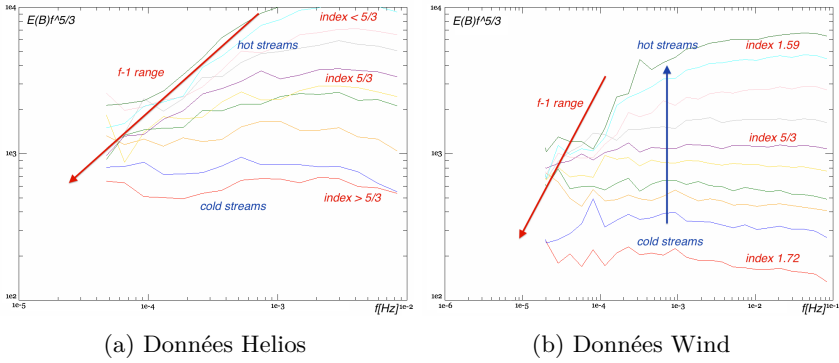 1e4
E(B)f^5/3
index < 5/3
hot streams
f-1 range
index 5/3
1e3
cold streams
index > 5/3
1e2
1e-5
1e-4
1e-3
f[Hz]
1e-2
(a) Données Helios
1e4
E(B)f^5/3
hot streams
index 1.59
f-1 range
index 5/3
1e3
cold streams
index 1.72
1e2
1e-6
1e-5
1e-4
1e-3
1e-2
f[Hz]
1e-1
(b) Données Wind